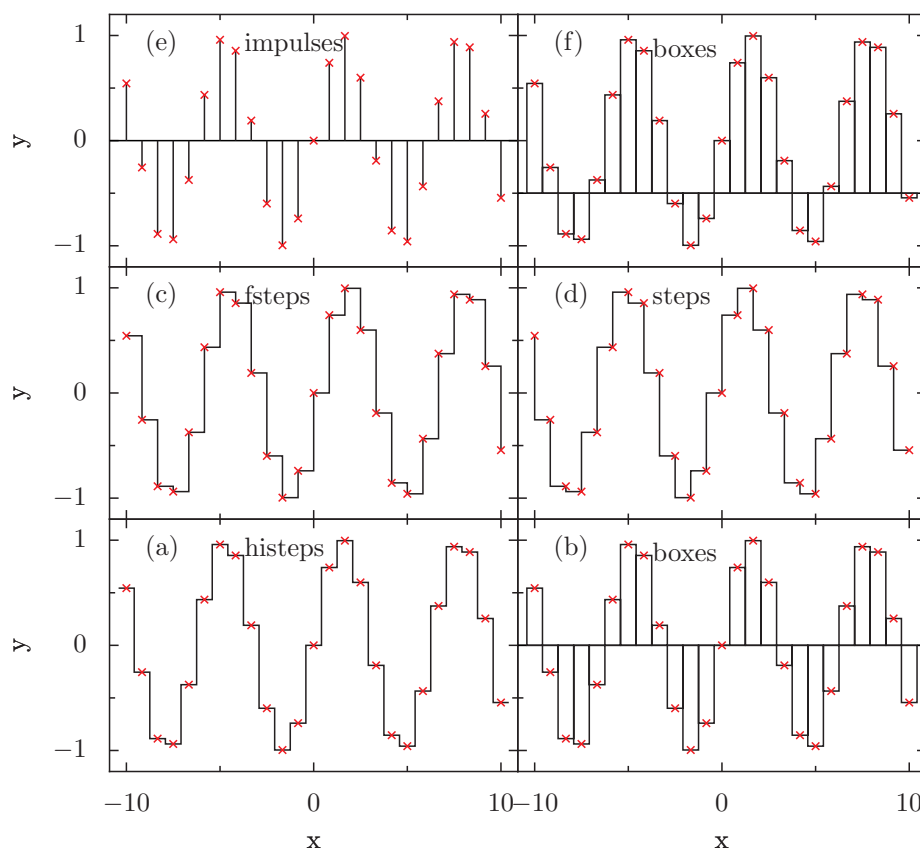 (e) impulses
(f) boxes
1
y
0
−1
(c) fsteps
(d) steps
1
y
0
−1
(a) histeps
(b) boxes
1
y
0
−1
−10 0 10
−10 0 10
x
x